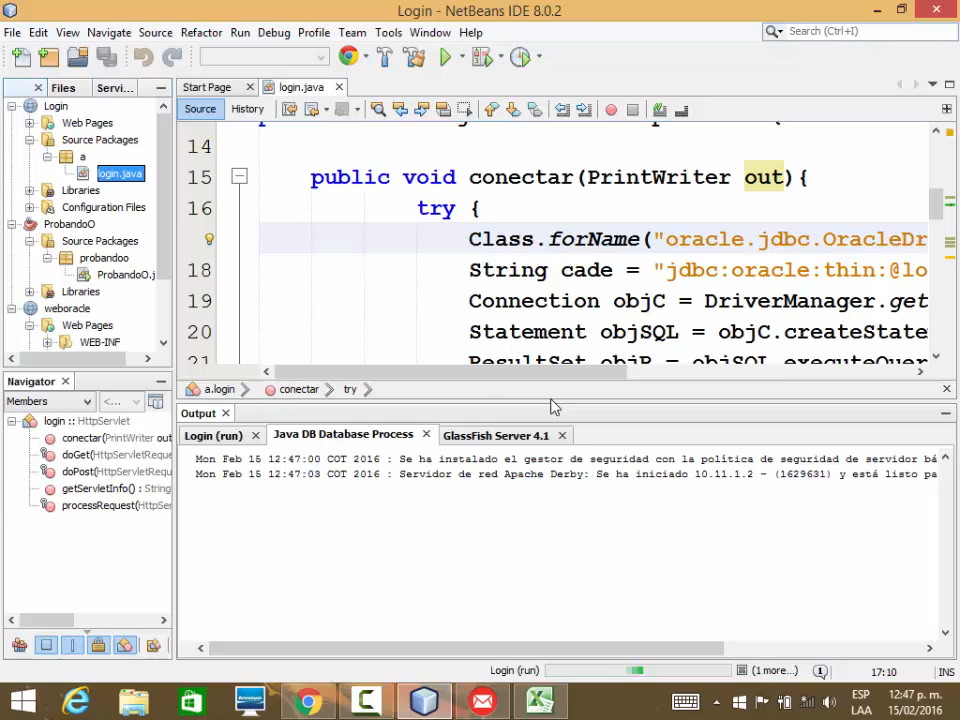 Login - NetBeans IDE 8.0.2
File Edit View Navigate Source Refactor Run Debug Profile Team Tools Window Help
Search (Ctrl+I)
Files Servi...
Start Page login.java
Source History
Login
Web Pages
Source Packages
a
login.java
Libraries
Configuration Files
ProbandoO
Source Packages
probandoo
ProbandoO.j
Libraries
weboracle
Web Pages
WEB-INF
14
15 public void conectar(PrintWriter out){
16 try {
Class.forName("oracle.jdbc.OracleDr
18 String cade = "jdbc:oracle:thin:@lo
19 Connection objC = DriverManager.get
20 Statement objSQL = objC.createState
21 ResultSet objR = objSQL.executeQuer
a.login conectar try
Navigator
Members <...
login :: HttpServlet
conectar(PrintWriter out
doGet(HttpServletReque
doPost(HttpServletReque
getServletInfo() : String
processRequest(HttpSer
Output
Login (run) Java DB Database Process GlassFish Server 4.1
Mon Feb 15 12:47:00 COT 2016 : Se ha instalado el gestor de seguridad con la política de seguridad de servidor bá
Mon Feb 15 12:47:03 COT 2016 : Servidor de red Apache Derby: Se ha iniciado 10.11.1.2 - (1629631) y está listo pa
Login (run) (1 more...) 1 17:10 INS
ESP 12:47 p. m.
LAA 15/02/2016